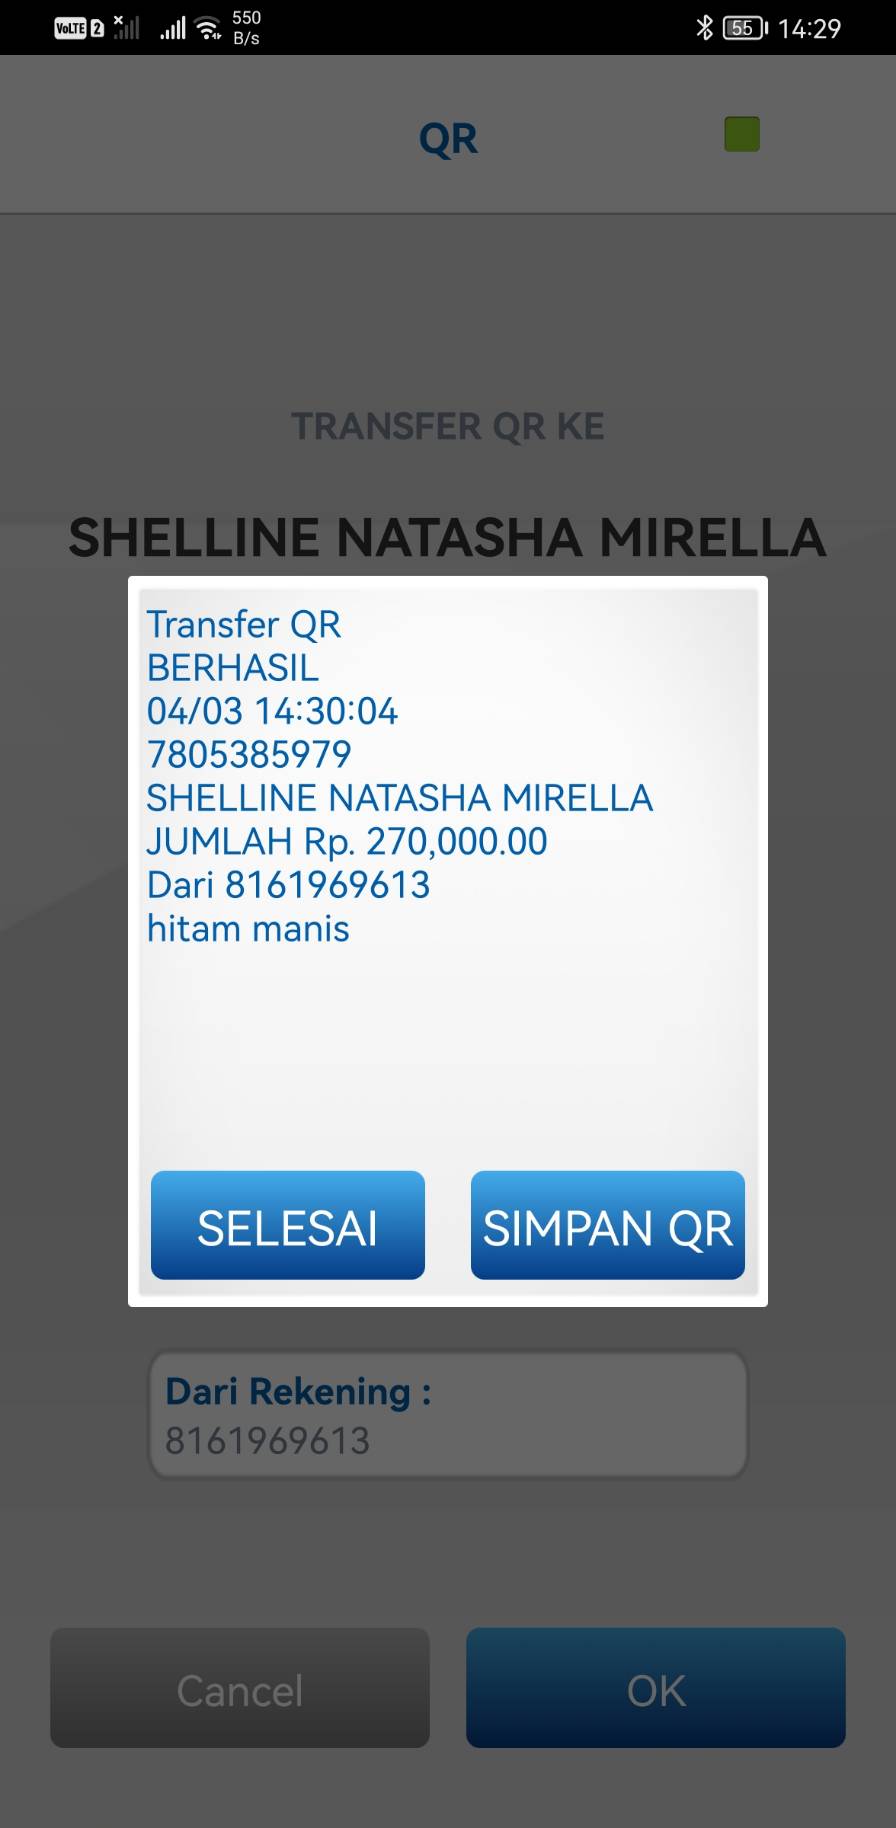 VoLTE 2 550 B/s 55 14:29
QR
TRANSFER QR KE
SHELLINE NATASHA MIRELLA
Transfer QR
BERHASIL
04/03 14:30:04
7805385979
SHELLINE NATASHA MIRELLA
JUMLAH Rp. 270,000.00
Dari 8161969613
hitam manis
SELESAI
SIMPAN QR
Dari Rekening :
8161969613
Cancel
OK